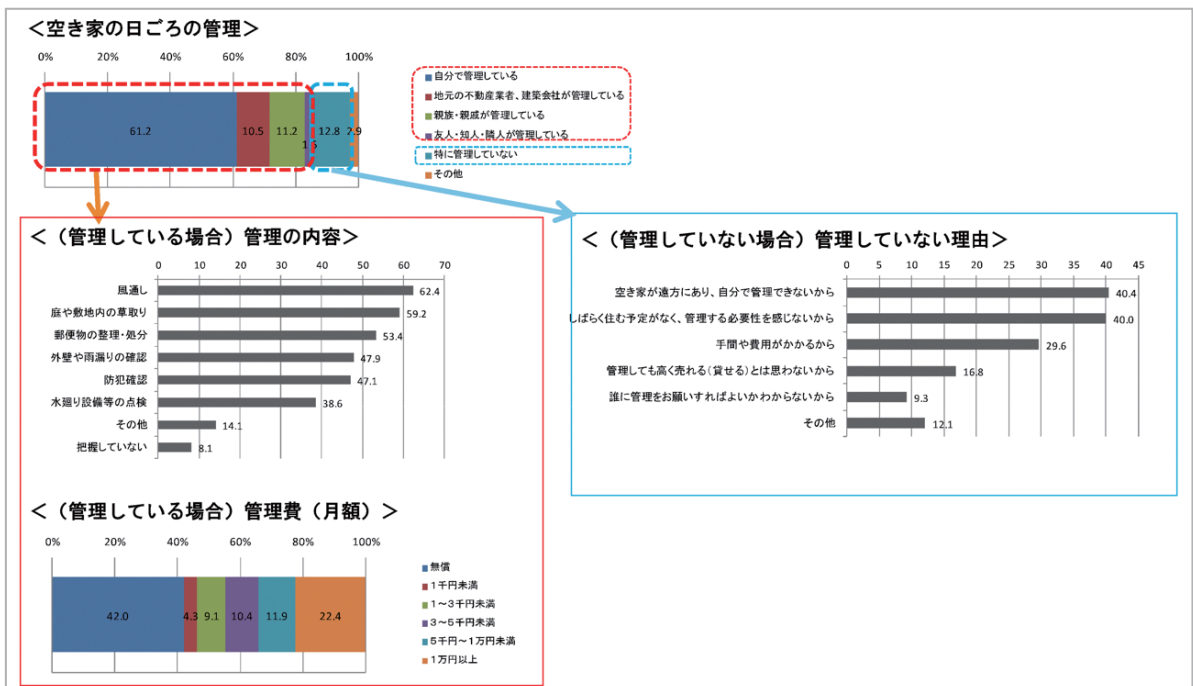 ＜空き家の日ごろの管理＞
0% 20% 40% 60% 80% 100%
61.2 10.5 11.2 1.6 12.8 2.9
自分で管理している
地元の不動産業者、建築会社が管理している
親族・親戚が管理している
友人・知人・隣人が管理している
特に管理していない
その他
＜（管理している場合）管理の内容＞
0 10 20 30 40 50 60 70
風通し 62.4
庭や敷地内の草取り 59.2
郵便物の整理・処分 53.4
外壁や雨漏りの確認 47.9
防犯確認 47.1
水廻り設備等の点検 38.6
その他 14.1
把握していない 8.1
＜（管理している場合）管理費（月額）＞
0% 20% 40% 60% 80% 100%
42.0 4.3 9.1 10.4 11.9 22.4
無償
1千円未満
1～3千円未満
3～5千円未満
5千円～1万円未満
1万円以上
＜（管理していない場合）管理していない理由＞
0 5 10 15 20 25 30 35 40 45
空き家が遠方にあり、自分で管理できないから 40.4
しばらく住む予定がなく、管理する必要性を感じないから 40.0
手間や費用がかかるから 29.6
管理しても高く売れる（貸せる）とは思わないから 16.8
誰に管理をお願いすればよいかわからないから 9.3
その他 12.1